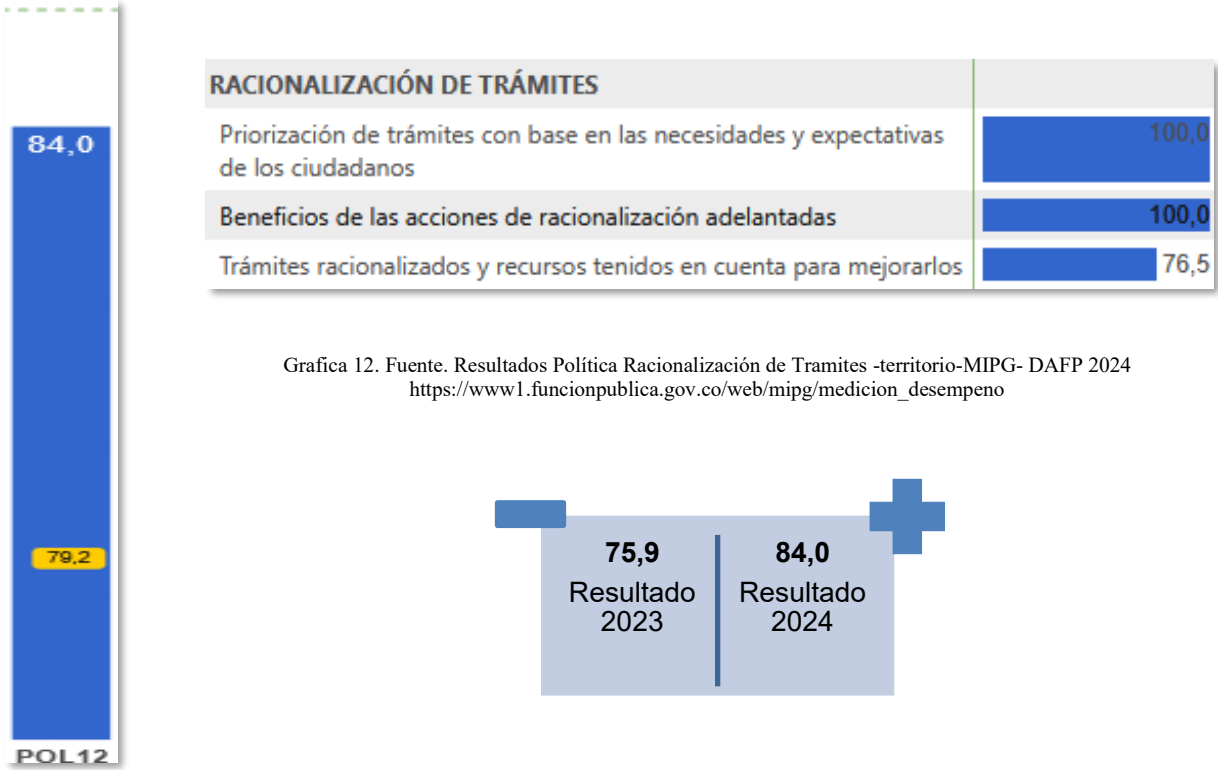 84,0
79,2
POL12
RACIONALIZACIÓN DE TRÁMITES
Priorización de trámites con base en las necesidades y expectativas
de los ciudadanos
100,0
Beneficios de las acciones de racionalización adelantadas
100,0
Trámites racionalizados y recursos tenidos en cuenta para mejorarlos
76,5
Grafica 12. Fuente. Resultados Política Racionalización de Tramites -territorio-MIPG- DAFP 2024
https://www1.funcionpublica.gov.co/web/mipg/medicion_desempeno
75,9
Resultado
2023
84,0
Resultado
2024